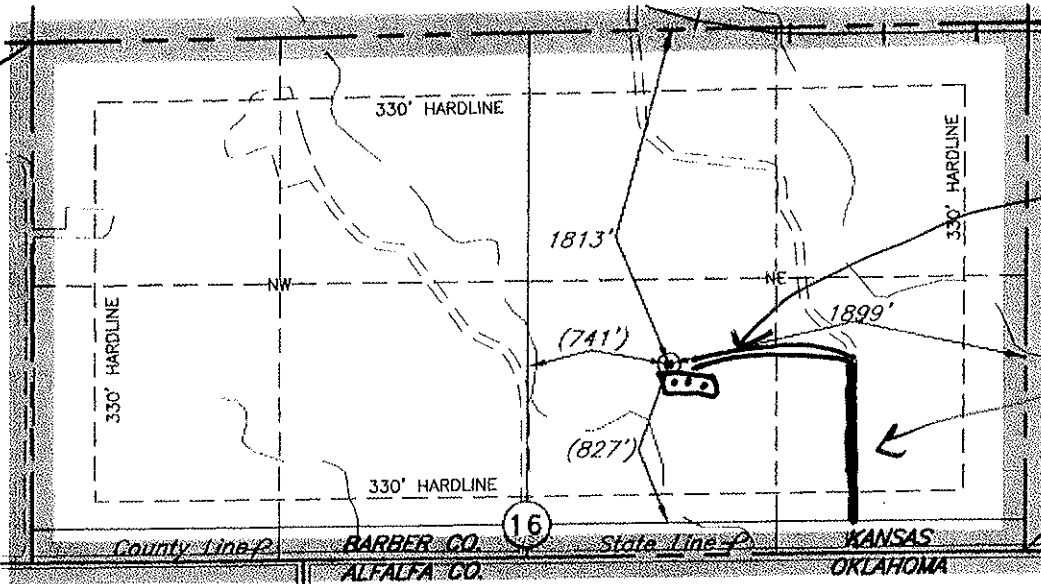 330' HARDLINE
330' HARDLINE
1813'
NW
NE
1899'
330' HARDLINE
(741')
(827')
330' HARDLINE
16
County Line
BARBER CO.
State Line
KANSAS
ALFALFA CO.
OKLAHOMA